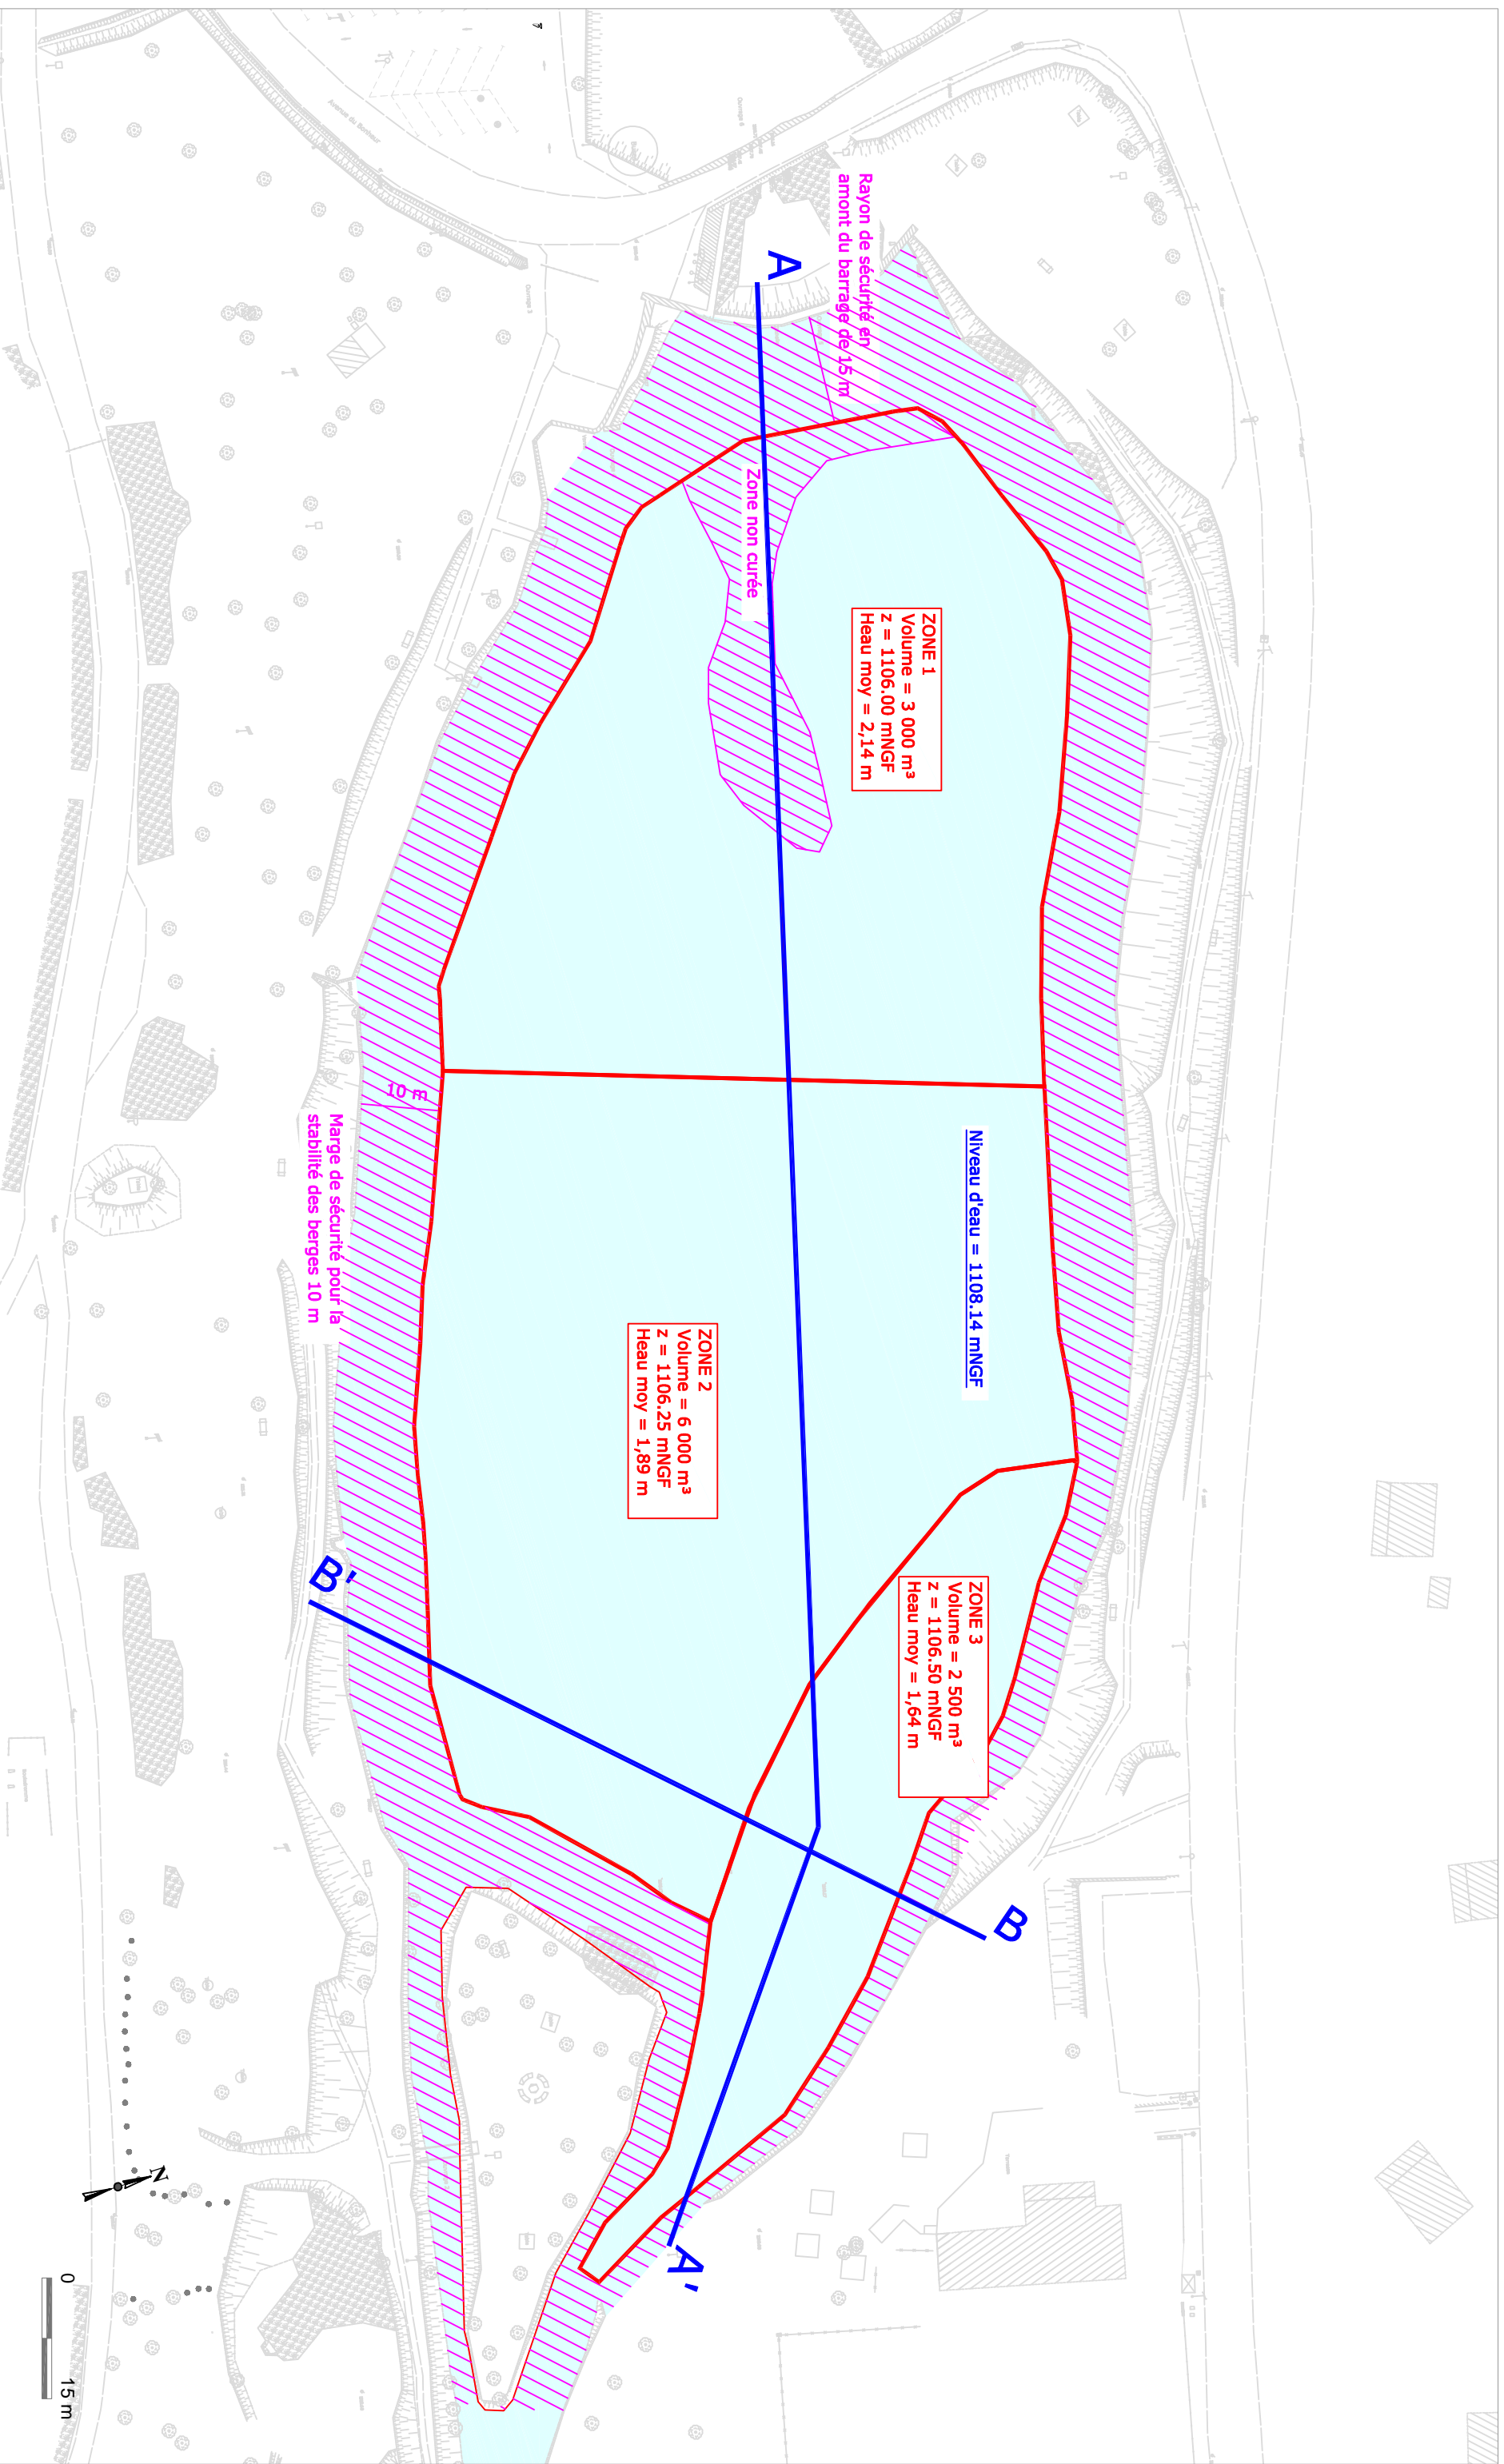 Rayon de sécurité en
amont du barrage de 15 m
A
Zone non curée
ZONE 1
Volume = 3 000 m³
z = 1106.00 mNGF
Heau moy = 2,14 m
10 m
Marge de sécurité pour la
stabilité des berges 10 m
Niveau d'eau = 1108.14 mNGF
ZONE 2
Volume = 6 000 m³
z = 1106.25 mNGF
Heau moy = 1,89 m
ZONE 3
Volume = 2 500 m³
z = 1106.50 mNGF
Heau moy = 1,64 m
B'
B
A'
N
0
15 m